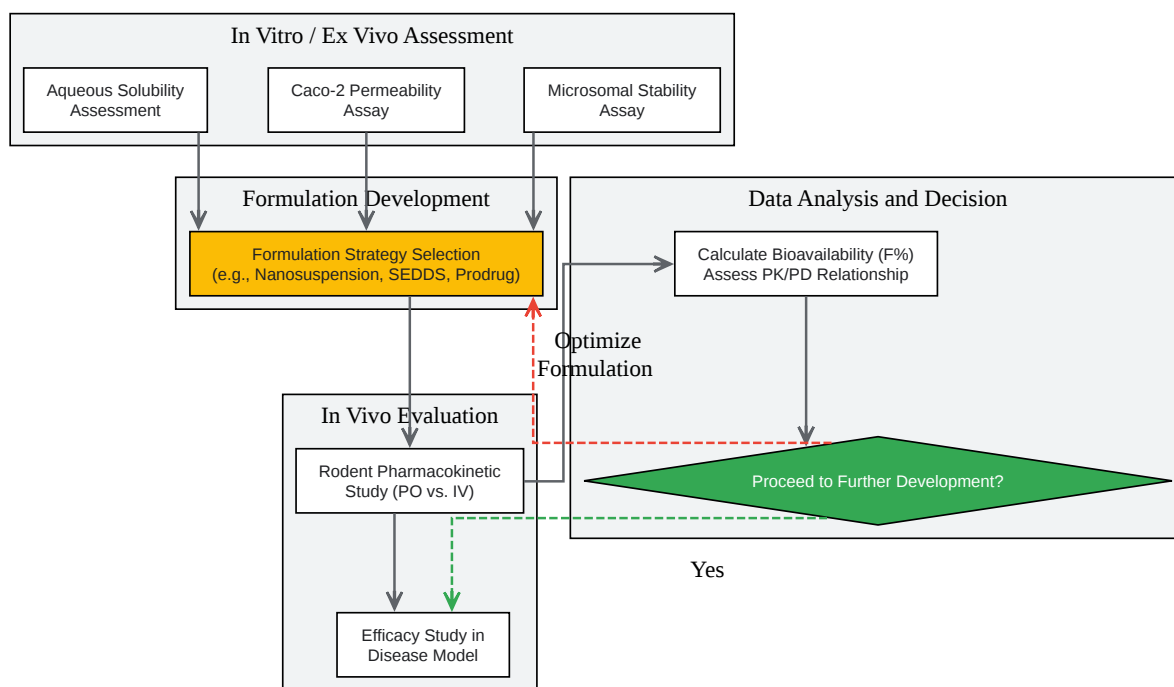 In Vitro / Ex Vivo Assessment
Aqueous Solubility
Assessment
Caco-2 Permeability
Assay
Microsomal Stability
Assay
Formulation Development
Formulation Strategy Selection
(e.g., Nanosuspension, SEDDS, Prodrug)
Data Analysis and Decision
Calculate Bioavailability (F%)
Assess PK/PD Relationship
Optimize
Formulation
In Vivo Evaluation
Rodent Pharmacokinetic
Study (PO vs. IV)
Proceed to Further Development?
Yes
Efficacy Study in
Disease Model